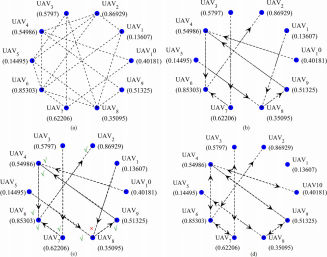 UAV₃
(0.5797)
UAV₂
(0.86929)
UAV₄
(0.54986)
UAV₁
(0.13607)
UAV₅
(0.14495)
UAV₁0
(0.40181)
UAV₆
(0.85303)
UAV₉
(0.51325)
UAV₇
(0.62206)
UAV₈
(0.35095)
(a)
UAV₃
(0.5797)
UAV₂
(0.86929)
UAV₄
(0.54986)
UAV₁
(0.13607)
UAV₅
(0.14495)
UAV₁0
(0.40181)
UAV₆
(0.85303)
UAV₉
(0.51325)
UAV₇
(0.62206)
UAV₈
(0.35095)
(b)
UAV₃
(0.5797)
UAV₂
(0.86929)
UAV₄
(0.54986)
UAV₁
(0.13607)
UAV₅
(0.14495)
UAV₁0
(0.40181)
UAV₆
(0.85303)
UAV₉
(0.51325)
UAV₇
(0.62206)
UAV₈
(0.35095)
(c)
UAV₃
(0.5797)
UAV₂
(0.86929)
UAV₄
(0.54986)
UAV₁
(0.13607)
UAV₅
(0.14495)
UAV10
(0.40181)
UAV₆
(0.85303)
UAV₉
(0.51325)
UAV₇
(0.62206)
UAV₈
(0.35095)
(d)